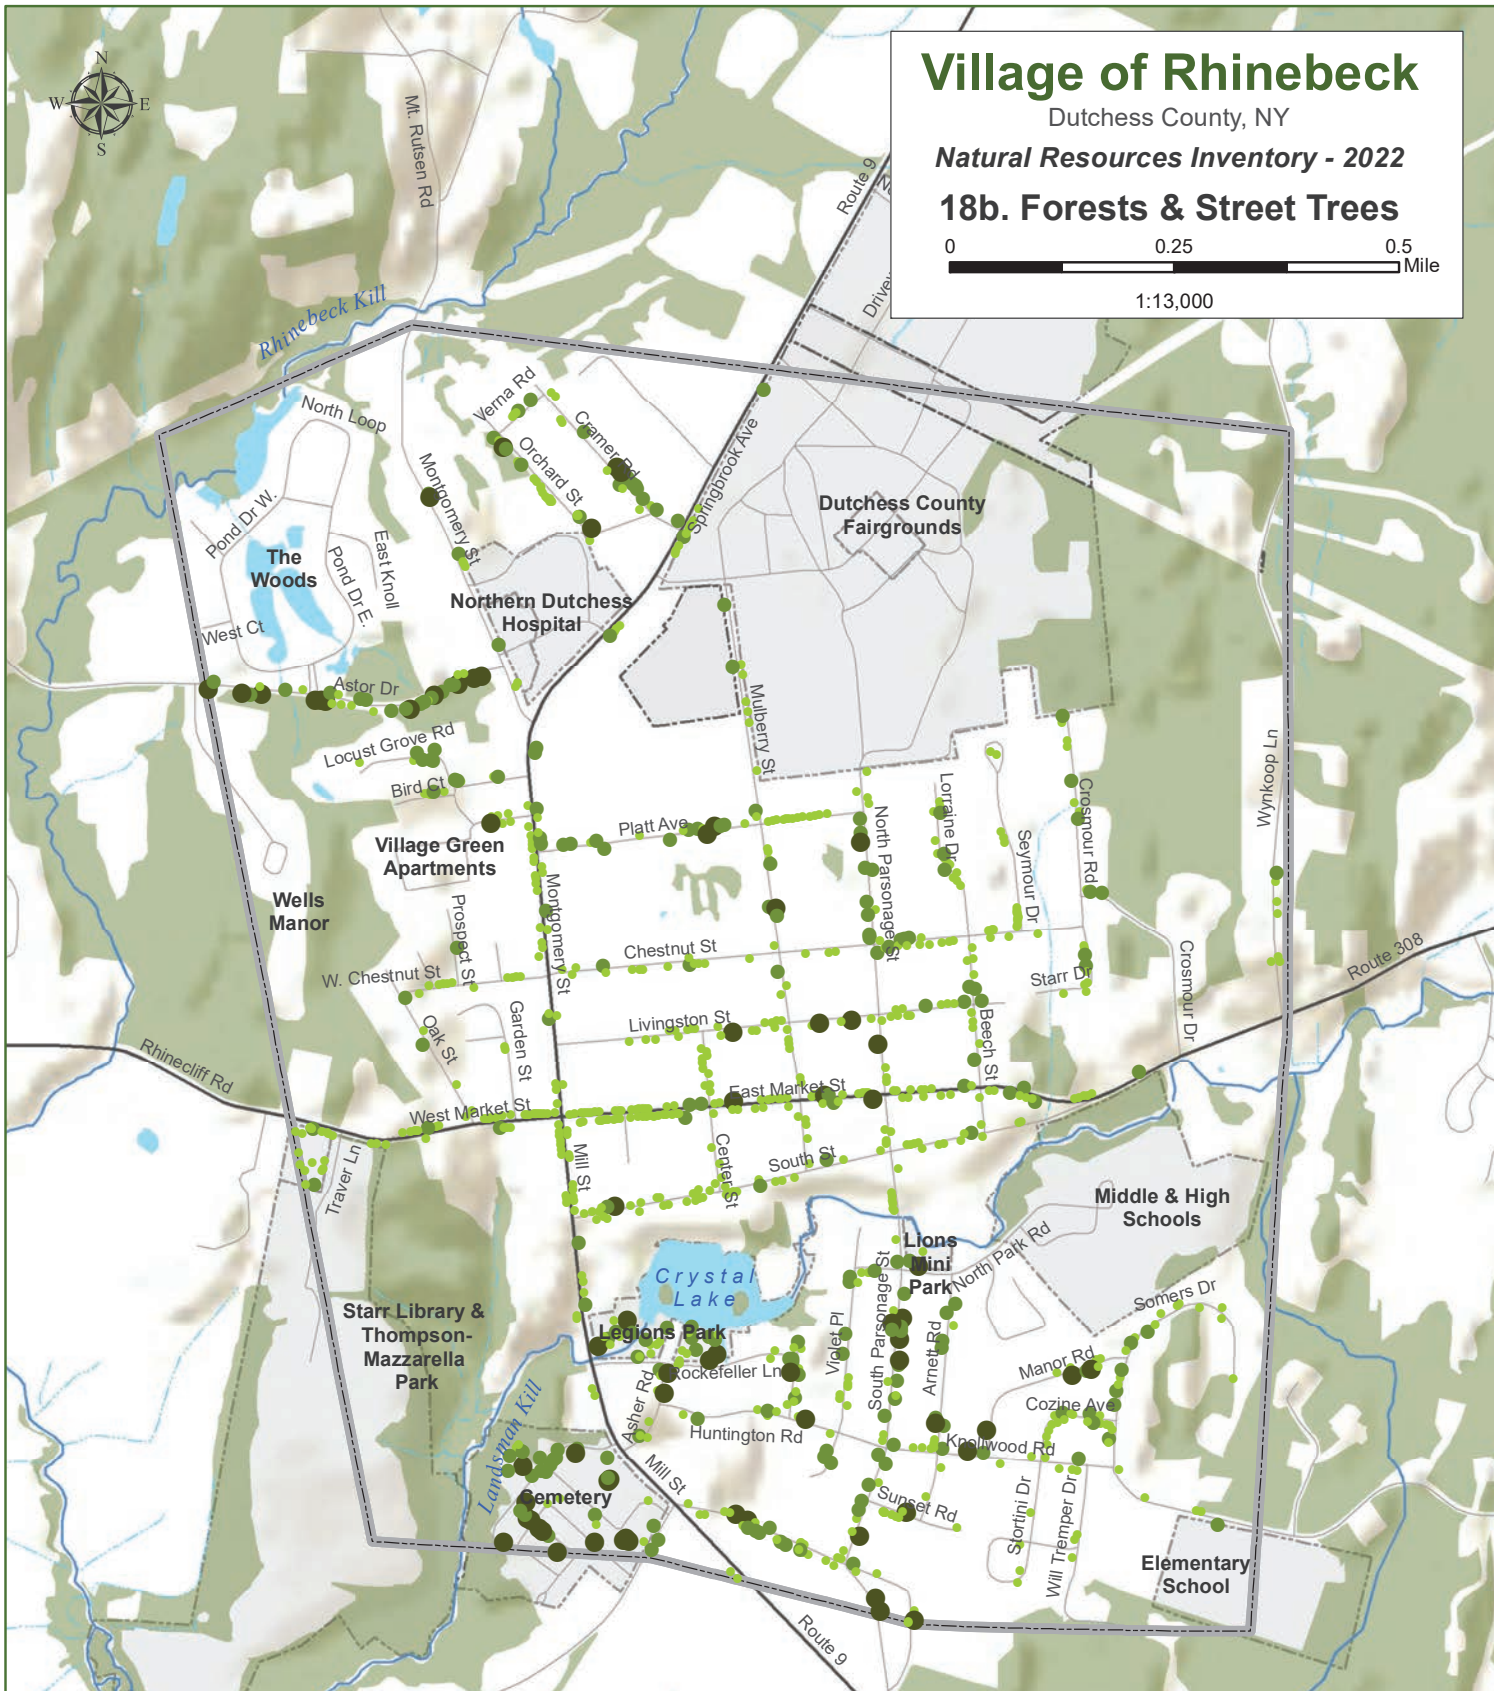 Village of Rhinebeck
Dutchess County, NY
Natural Resources Inventory - 2022
18b. Forests & Street Trees
0 0.25 0.5
Mile
1:13,000
N
W E
S
Mt. Rutsen Rd
Route 9
Rhinebeck Kill
North Loop
Verna Rd
Cramer Rd
Orchard St
Montgomery St
Springbrook Ave
Dutchess County
Fairgrounds
Pond Dr W.
The
Woods
Pond Dr E.
East Knoll
West Ct
Northern Dutchess
Hospital
Astor Dr
Locust Grove Rd
Bird Ct
Mulberry St
Platt Ave
North Parsonage St
Lorraine Dr
Seymour Dr
Crosmour Rd
Wynkoop Ln
Village Green
Apartments
Wells
Manor
Prospect St
Montgomery St
Chestnut St
W. Chestnut St
Crosmour Dr
Route 308
Starr Dr
Oak St
Garden St
Livingston St
Beech St
Rhinecliff Rd
West Market St
East Market St
Traver Ln
Mill St
Center St
South St
Middle & High
Schools
Lions
Mini
Park
North Park Rd
Crystal
Lake
Somers Dr
Starr Library &
Thompson-
Mazzarella
Park
Legions Park
Violet Pl
South Parsonage St
Arnett Rd
Manor Rd
Rockefeller Ln
Asher Rd
Cozine Ave
Huntington Rd
Knollwood Rd
Landsman Kill
Mill St
Cemetery
Sunset Rd
Stortini Dr
Will Tremper Dr
Elementary
School
Route 9